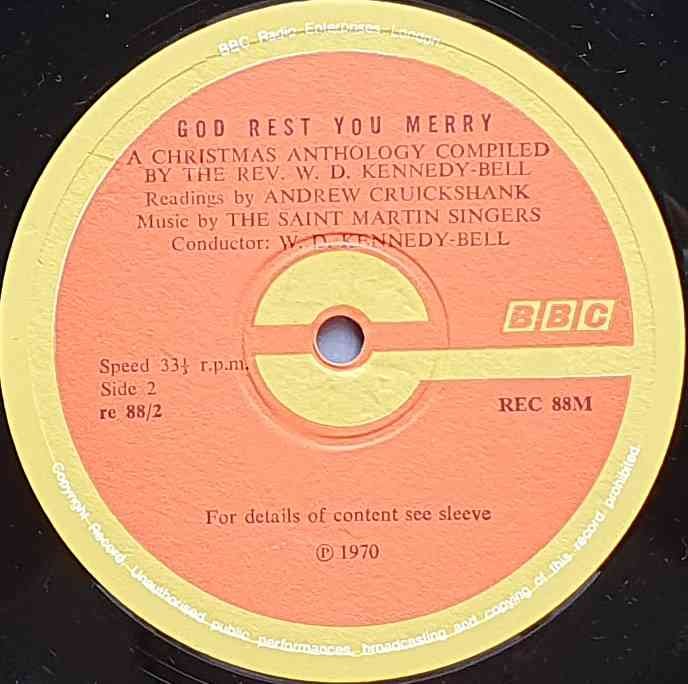 BBC Radio Enterprises, London
GOD REST YOU MERRY
A CHRISTMAS ANTHOLOGY COMPILED
BY THE REV. W. D. KENNEDY-BELL
Readings by ANDREW CRUICKSHANK
Music by THE SAINT MARTIN SINGERS
Conductor: W. D. KENNEDY-BELL
BBC
Speed 33⅓ r.p.m.
Side 2
re 88/2
REC 88M
For details of content see sleeve
℗ 1970
Copyright Record. Unauthorised public performances, broadcasting and copying of this record prohibited.